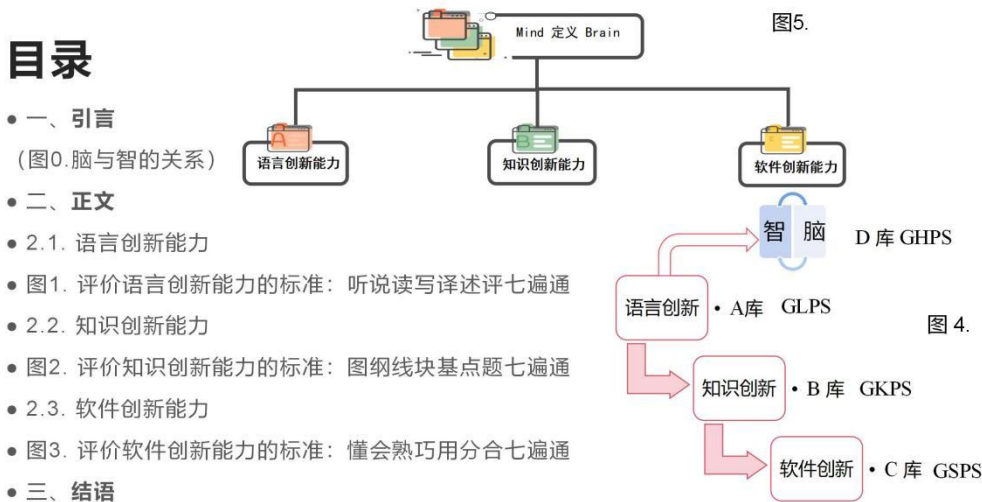 目录
• 一、引言
（图0.脑与智的关系）
• 二、正文
• 2.1. 语言创新能力
• 图1. 评价语言创新能力的标准：听说读写译述评七遍通
• 2.2. 知识创新能力
• 图2. 评价知识创新能力的标准：图纲线块基点题七遍通
• 2.3. 软件创新能力
• 图3. 评价软件创新能力的标准：懂会熟巧用分合七遍通
• 三、结语
Mind 定义 Brain
图5.
A
语言创新能力
B
知识创新能力
软件创新能力
智 脑
D 库 GHPS
语言创新 • A库 GLPS
图 4.
知识创新 • B 库 GKPS
软件创新 • C 库 GSPS